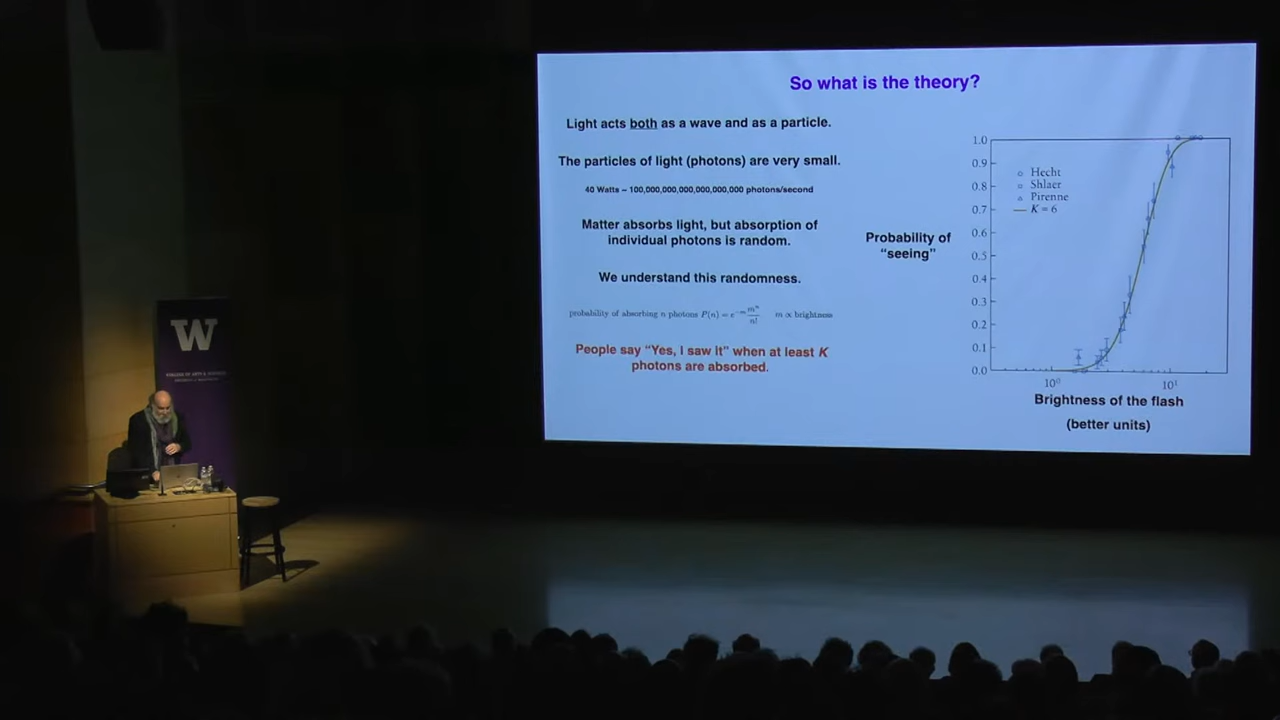 So what is the theory?
Light acts both as a wave and as a particle.
The particles of light (photons) are very small.
40 Watts ~ 100,000,000,000,000,000,000 photons/second
Matter absorbs light, but absorption of
individual photons is random.
We understand this randomness.
probability of absorbing n photons P(n) = e^{-m} m^n / n!    m ∝ brightness
People say "Yes, I saw it" when at least K
photons are absorbed.
Probability of
"seeing"
1.0
0.9
0.8
0.7
0.6
0.5
0.4
0.3
0.2
0.1
0.0
Hecht
Shlaer
Pirenne
K = 6
10⁰ 10¹
Brightness of the flash
(better units)
W